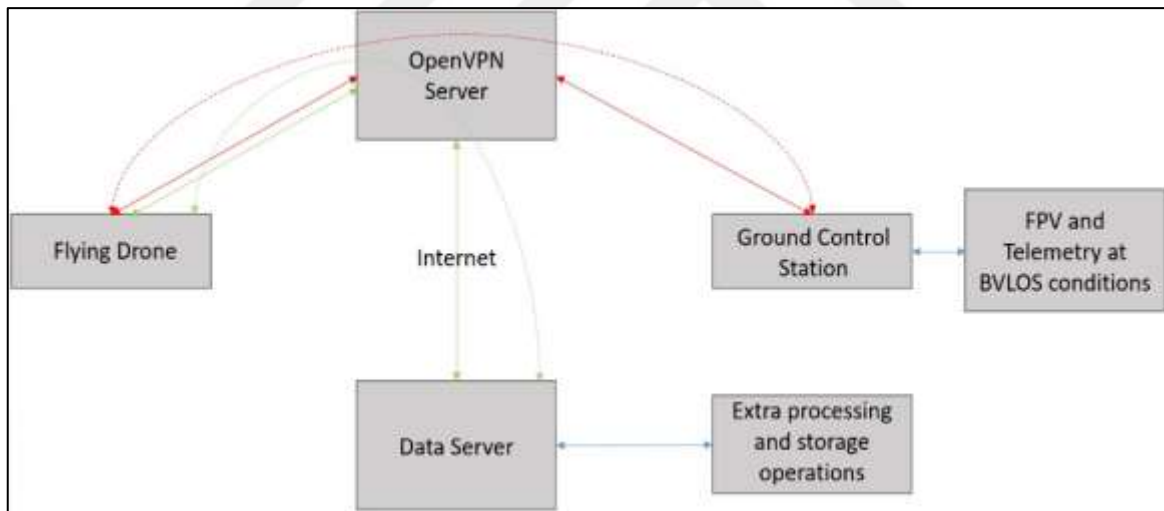 OpenVPN
Server
Flying Drone
Internet
Ground Control
Station
FPV and
Telemetry at
BVLOS conditions
Data Server
Extra processing
and storage
operations